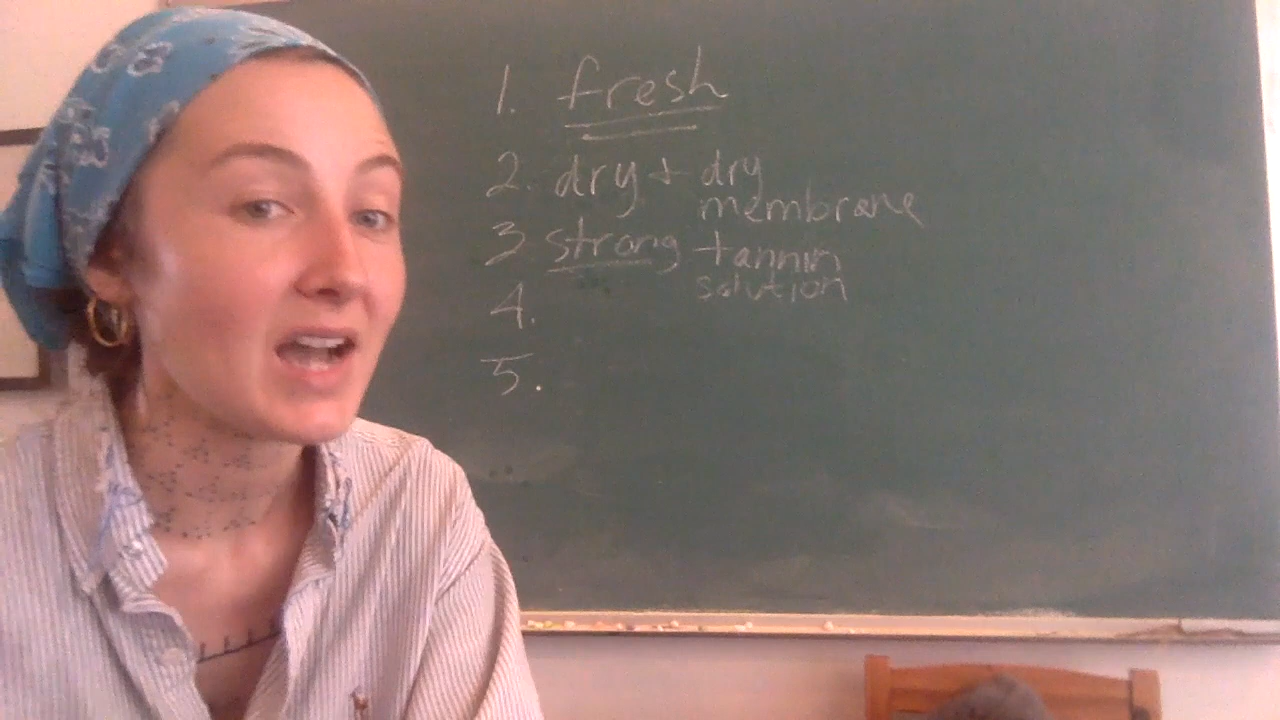 1. fresh
2. dry + dry
membrane
3 strong tannin
solution
4.
5.